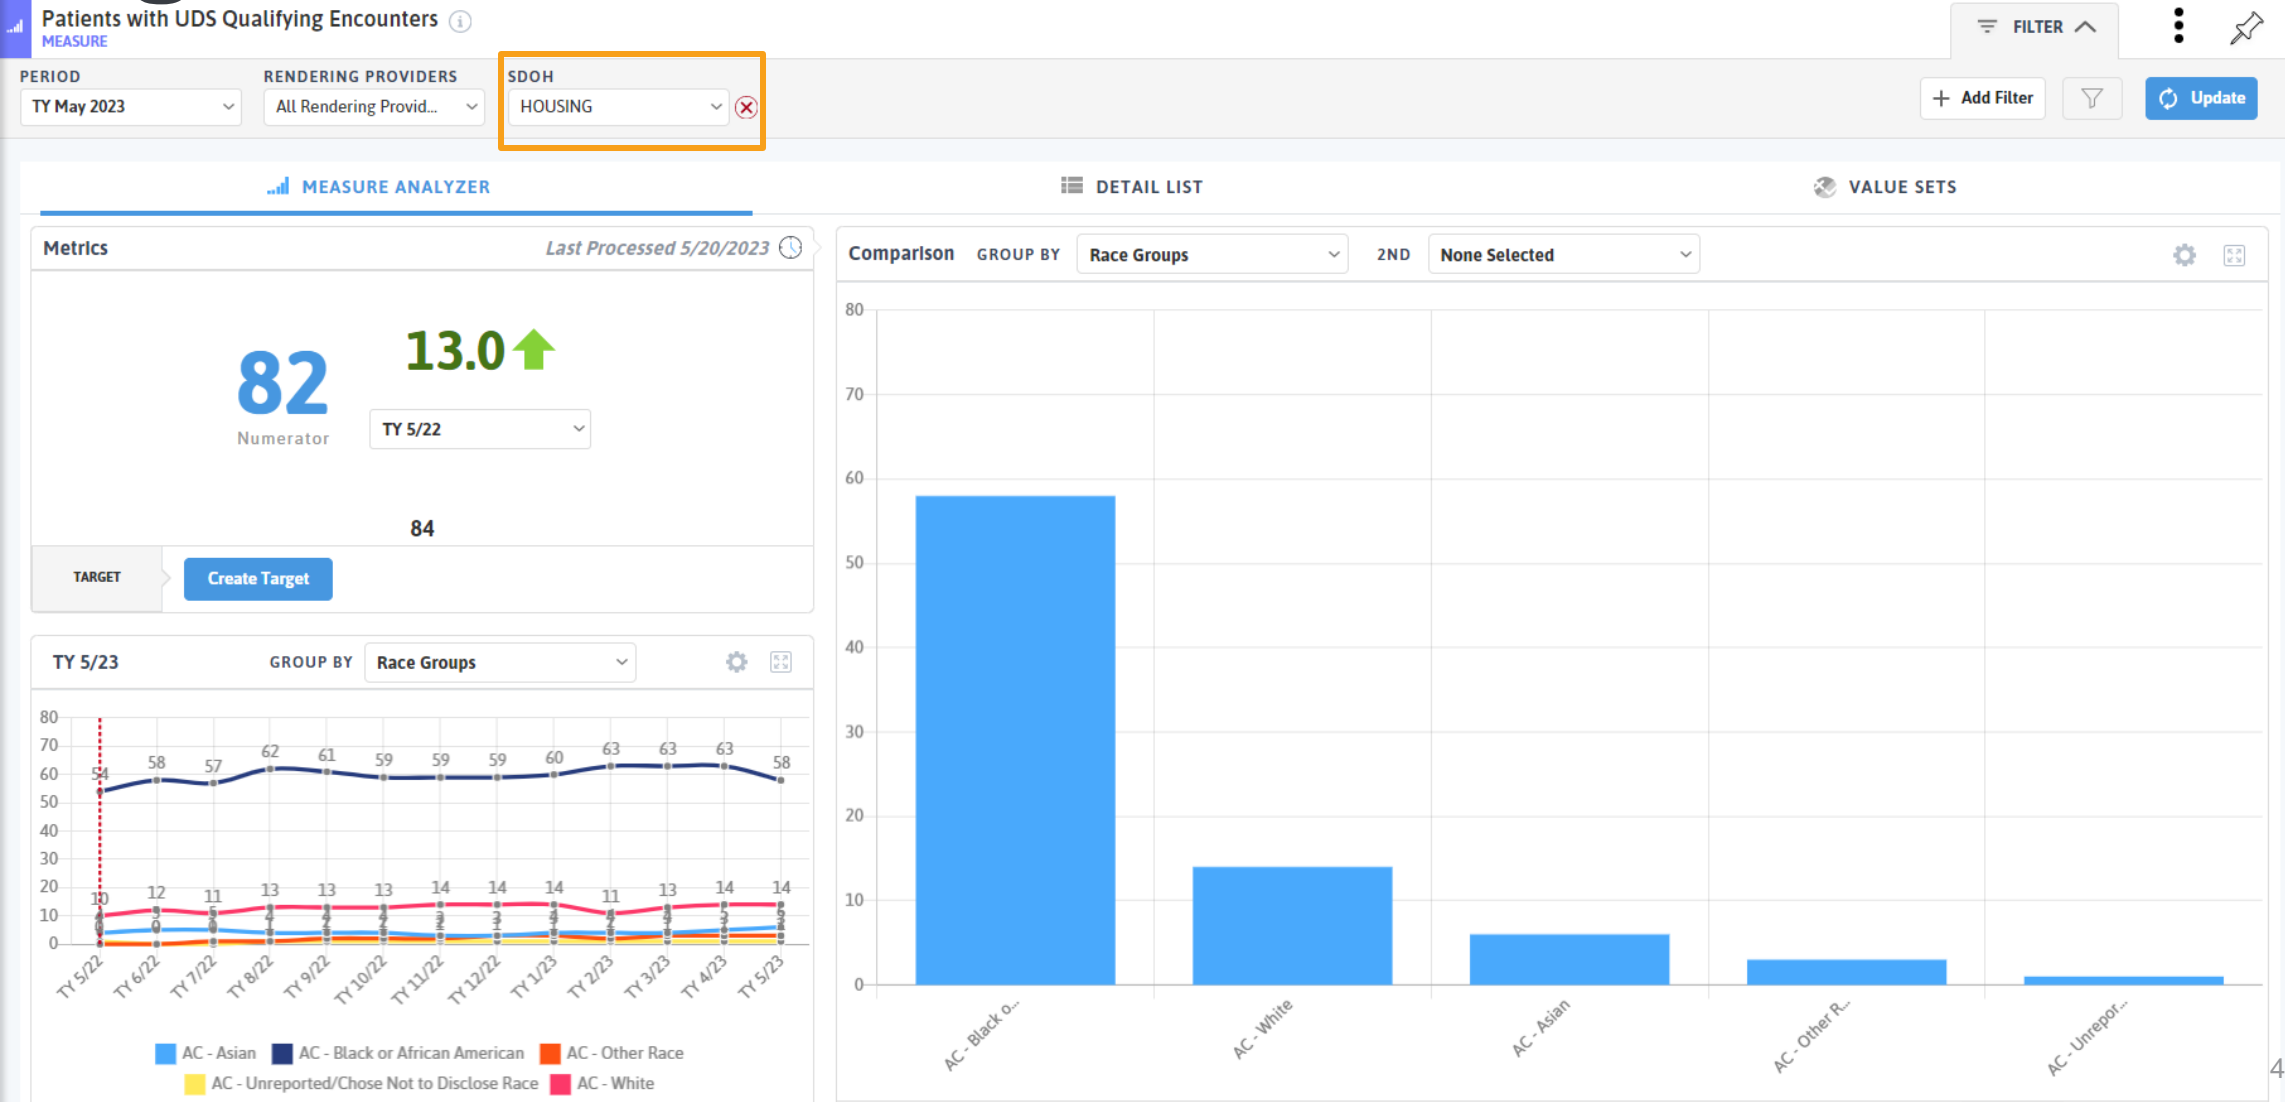 Patients with UDS Qualifying Encounters
MEASURE
FILTER
PERIOD
RENDERING PROVIDERS
SDOH
TY May 2023
All Rendering Provid...
HOUSING
Add Filter
Update
MEASURE ANALYZER
DETAIL LIST
VALUE SETS
Metrics
Last Processed 5/20/2023
82
Numerator
13.0
TY 5/22
84
TARGET
Create Target
Comparison
GROUP BY
Race Groups
2ND
None Selected
80
70
60
50
40
30
20
10
0
AC - Black o...
AC - White
AC - Asian
AC - Other R...
AC - Unrepor...
TY 5/23
GROUP BY
Race Groups
80
70
60
50
40
30
20
10
0
54 58 57 62 61 59 59 59 60 63 63 63 58
10 12 11 13 13 13 14 14 14 11 13 14 14
TY 5/22
TY 6/22
TY 7/22
TY 8/22
TY 9/22
TY 10/22
TY 11/22
TY 12/22
TY 1/23
TY 2/23
TY 3/23
TY 4/23
TY 5/23
AC - Asian
AC - Black or African American
AC - Other Race
AC - Unreported/Chose Not to Disclose Race
AC - White
4